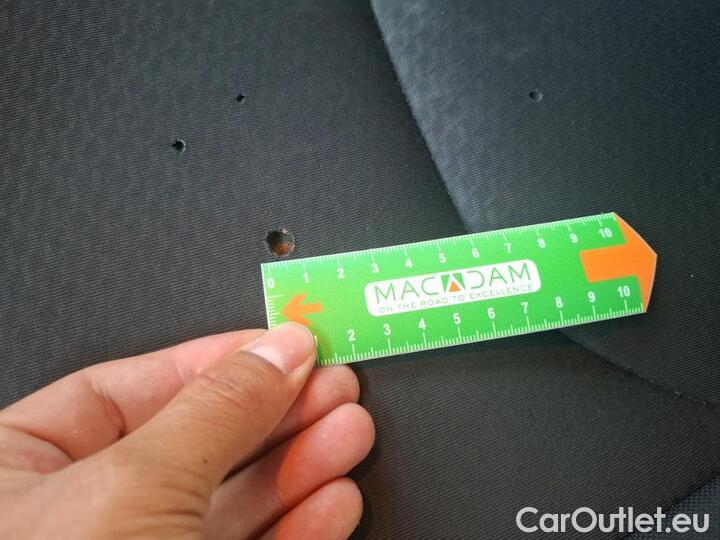 0 1 2 3 4 5 6 7 8 9 10
MACADAM
ON THE ROAD TO EXCELLENCE
1 2 3 4 5 6 7 8 9 10
CarOutlet.eu